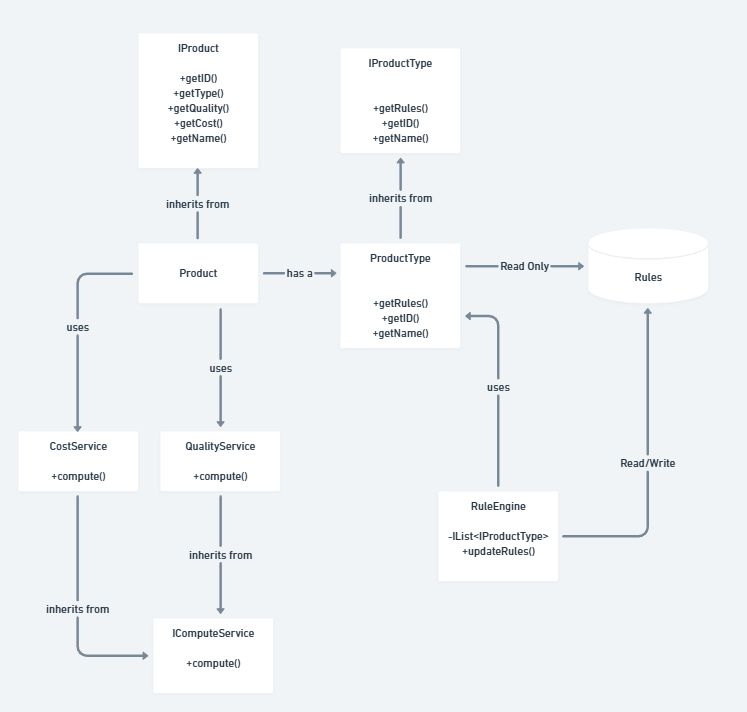 IProduct
+getID()
+getType()
+getQuality()
+getCost()
+getName()
IProductType
+getRules()
+getID()
+getName()
inherits from
inherits from
Product
has a
ProductType
+getRules()
+getID()
+getName()
Read Only
Rules
uses
uses
uses
CostService
+compute()
QualityService
+compute()
Read/Write
RuleEngine
-IList<IProductType>
+updateRules()
inherits from
inherits from
IComputeService
+compute()